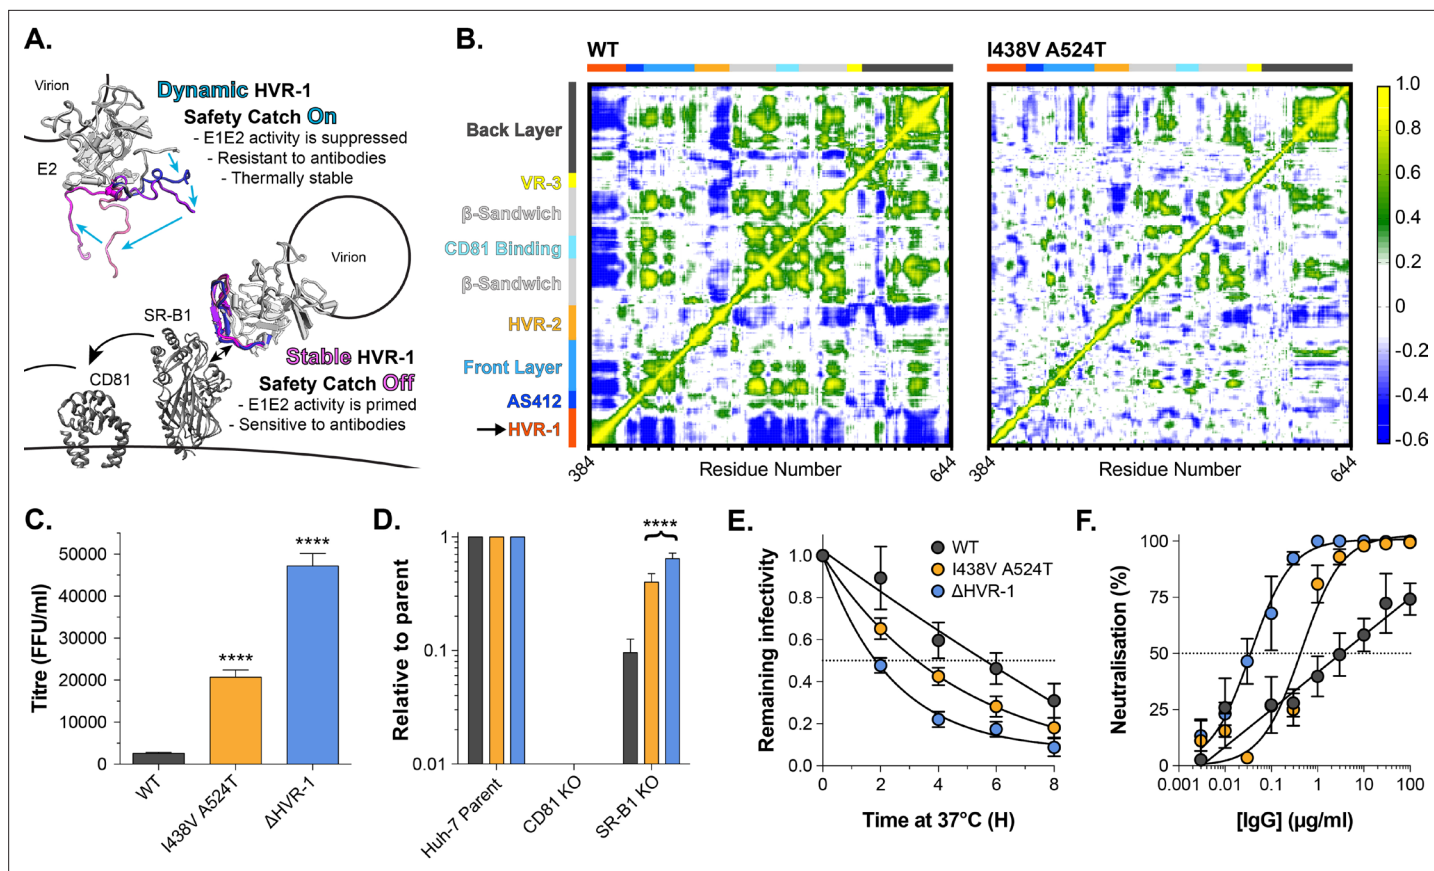 A.
Virion
Dynamic HVR-1
Safety Catch On
- E1E2 activity is suppressed
- Resistant to antibodies
- Thermally stable
E2
Virion
SR-B1
Stable HVR-1
Safety Catch Off
- E1E2 activity is primed
- Sensitive to antibodies
CD81
B.
WT
I438V A524T
Back Layer
VR-3
β-Sandwich
CD81 Binding
β-Sandwich
HVR-2
Front Layer
AS412
HVR-1
384
Residue Number
644
384
Residue Number
644
1.0
0.8
0.6
0.4
0.2
0
-0.2
-0.4
-0.6
C.
Titre (FFU/ml)
50000
40000
30000
20000
10000
0
****
****
WT
I438V A524T
ΔHVR-1
D.
Relative to parent
1
0.1
0.01
****
Huh-7 Parent
CD81 KO
SR-B1 KO
E.
Remaining infectivity
1.0
0.8
0.6
0.4
0.2
0.0
WT
I438V A524T
ΔHVR-1
0
2
4
6
8
Time at 37°C (H)
F.
Neutralisation (%)
100
75
50
25
0
0.001
0.01
0.1
1
10
100
[IgG] (µg/ml)